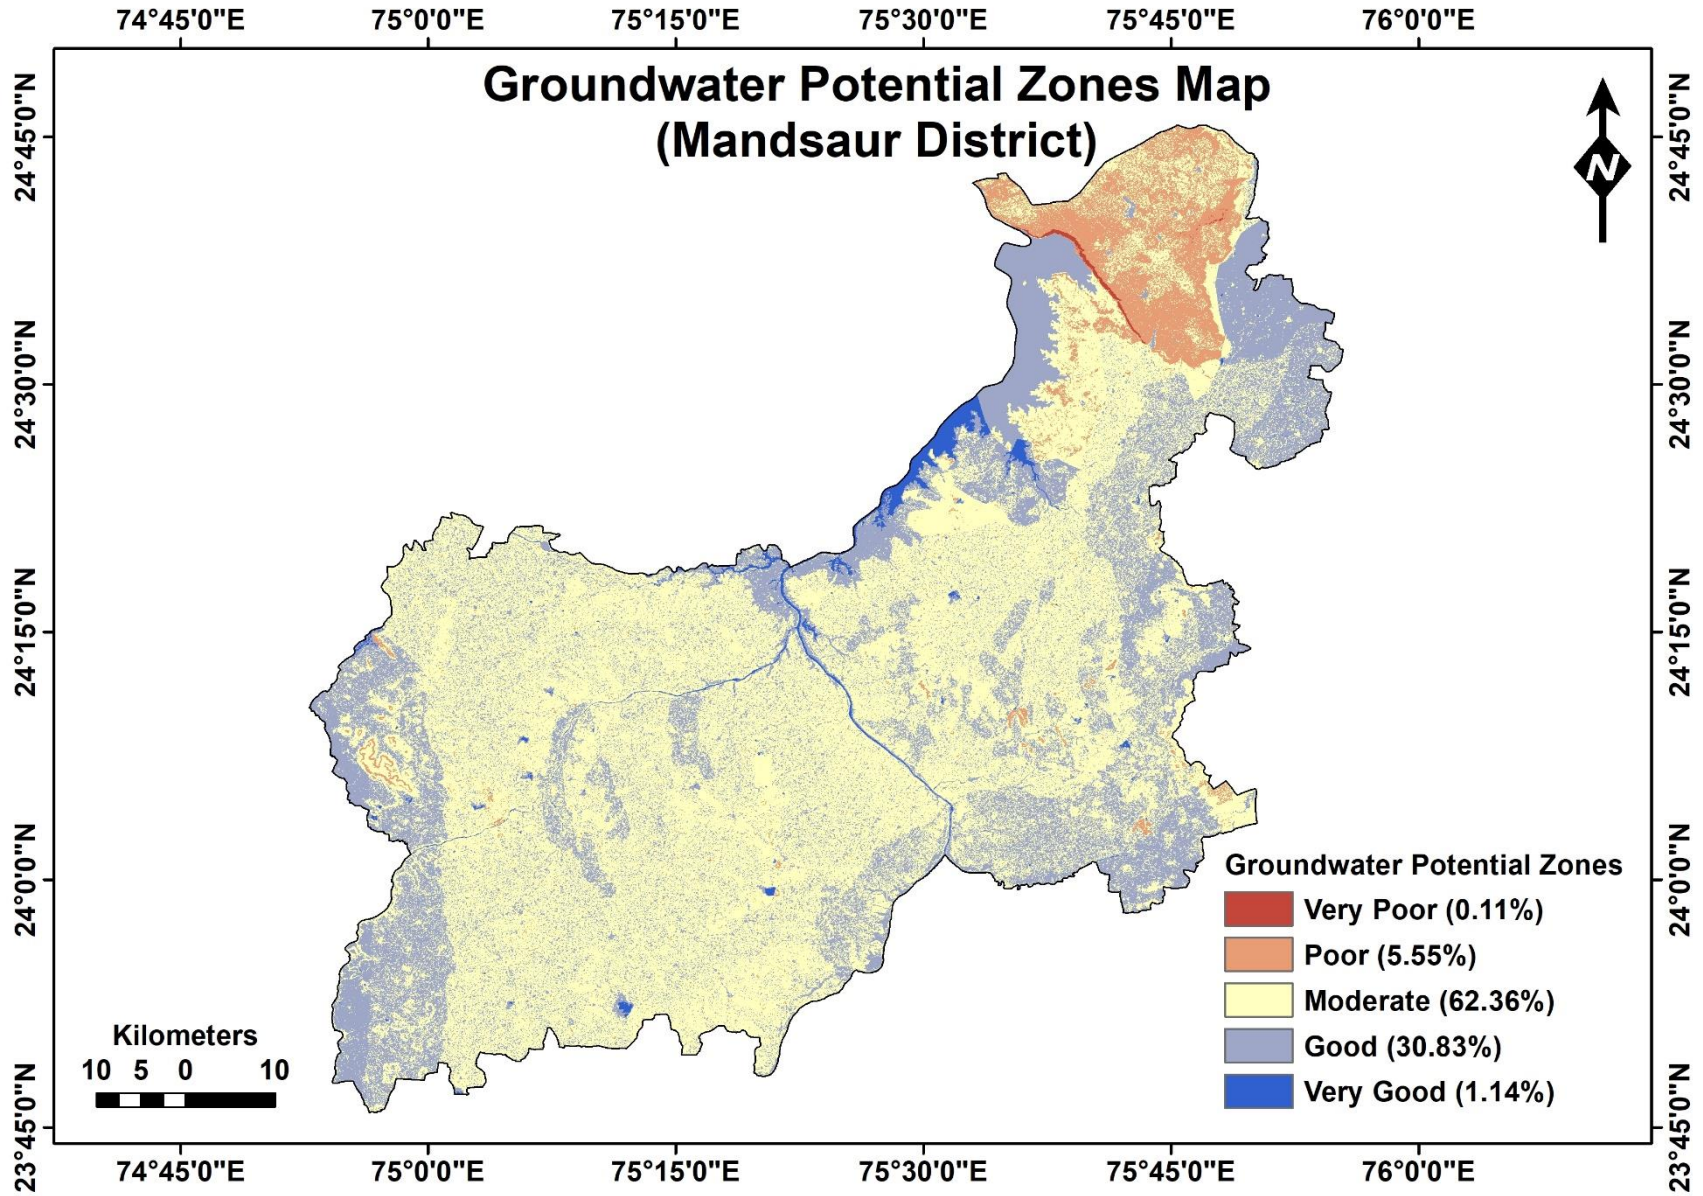 74°45'0"E 75°0'0"E 75°15'0"E 75°30'0"E 75°45'0"E 76°0'0"E
Groundwater Potential Zones Map
(Mandsaur District)
N
24°45'0"N 24°45'0"N
24°30'0"N 24°30'0"N
24°15'0"N 24°15'0"N
24°0'0"N 24°0'0"N
23°45'0"N 23°45'0"N
Groundwater Potential Zones
Very Poor (0.11%)
Poor (5.55%)
Moderate (62.36%)
Good (30.83%)
Very Good (1.14%)
Kilometers
10 5 0 10
74°45'0"E 75°0'0"E 75°15'0"E 75°30'0"E 75°45'0"E 76°0'0"E